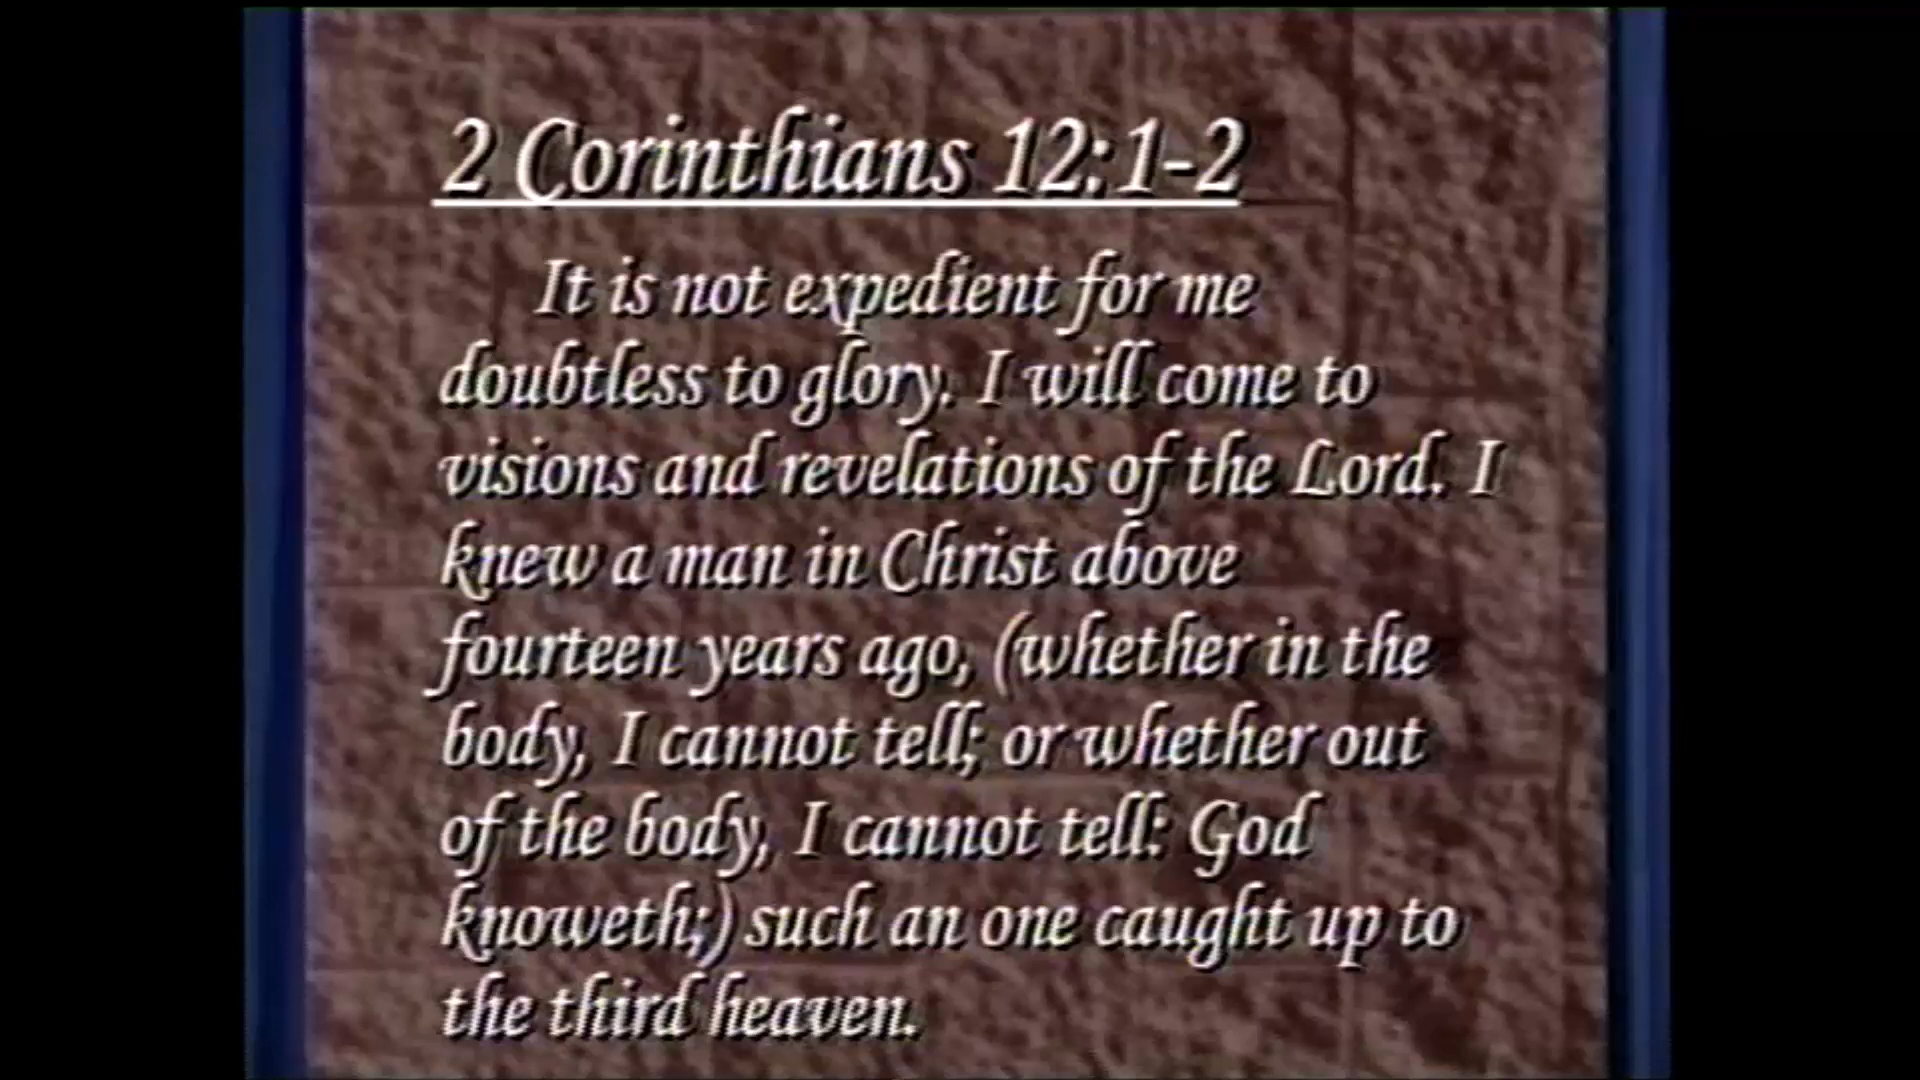 2 Corinthians 12:1-2
It is not expedient for me
doubtless to glory. I will come to
visions and revelations of the Lord. I
knew a man in Christ above
fourteen years ago, (whether in the
body, I cannot tell; or whether out
of the body, I cannot tell: God
knoweth;) such an one caught up to
the third heaven.